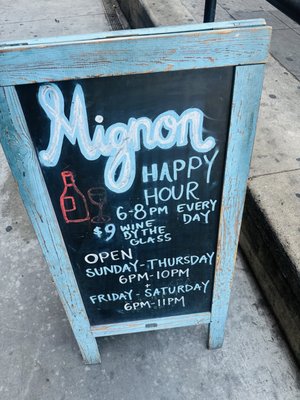 Mignon
HAPPY
HOUR
6-8PM EVERY
DAY
$9 WINE
BY THE
GLASS
OPEN
SUNDAY - THURSDAY
6PM-10PM
+
FRIDAY - SATURDAY
6PM-11PM